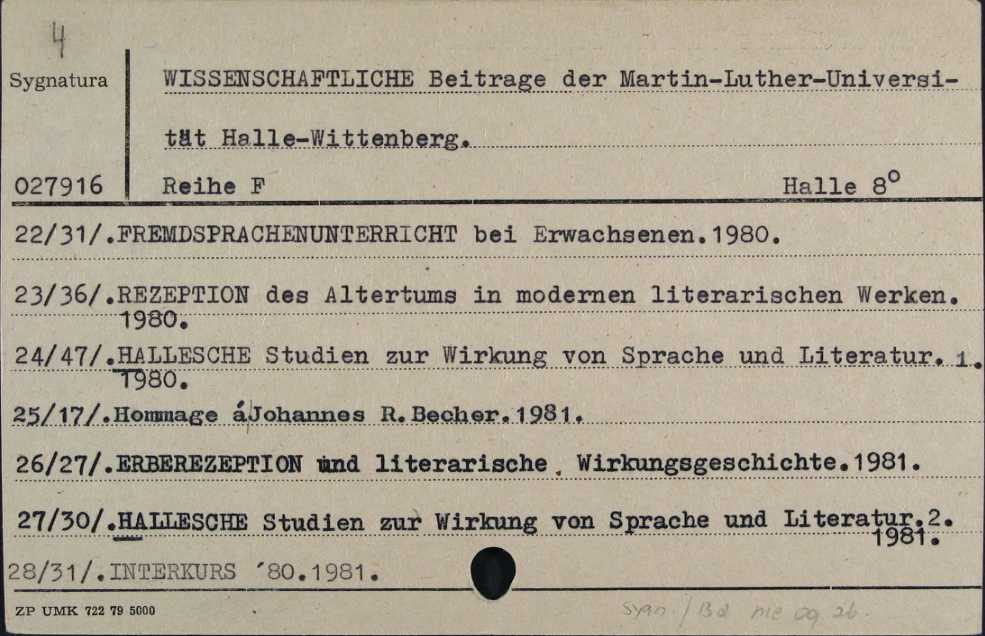 4
Sygnatura WISSENSCHAFTLICHE Beitrage der Martin-Luther-Universi-
tät Halle-Wittenberg.
027916 Reihe F Halle 8°
22/31/.FREMDSPRACHENUNTERRICHT bei Erwachsenen.1980.
23/36/.REZEPTION des Altertums in modernen literarischen Werken.
1980.
24/47/.HALLESCHE Studien zur Wirkung von Sprache und Literatur. 1.
1980.
25/17/.Hommage á Johannes R.Becher.1981.
26/27/.ERBEREZEPTION und literarische Wirkungsgeschichte.1981.
27/30/.HALLESCHE Studien zur Wirkung von Sprache und Literatur.2.
1981.
28/31/.INTERKURS ´80.1981.
ZP UMK 722 79 5000
Sygn./Bd nie